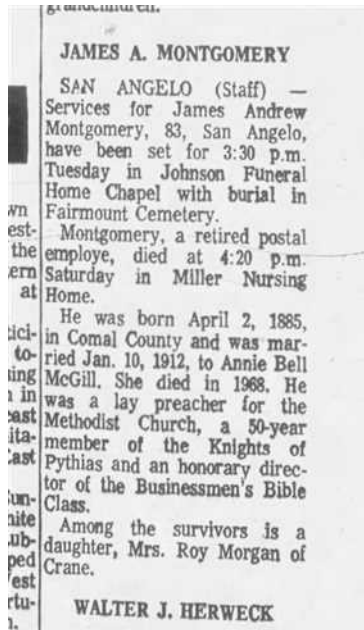 grandchildren.
JAMES A. MONTGOMERY
SAN ANGELO (Staff) —
Services for James Andrew
Montgomery, 83, San Angelo,
have been set for 3:30 p.m.
Tuesday in Johnson Funeral
Home Chapel with burial in
Fairmount Cemetery.
Montgomery, a retired postal
employe, died at 4:20 p.m.
Saturday in Miller Nursing
Home.
He was born April 2, 1885,
in Comal County and was mar-
ried Jan. 10, 1912, to Annie Bell
McGill. She died in 1968. He
was a lay preacher for the
Methodist Church, a 50-year
member of the Knights of
Pythias and an honorary direc-
tor of the Businessmen's Bible
Class.
Among the survivors is a
daughter, Mrs. Roy Morgan of
Crane.
WALTER J. HERWECK